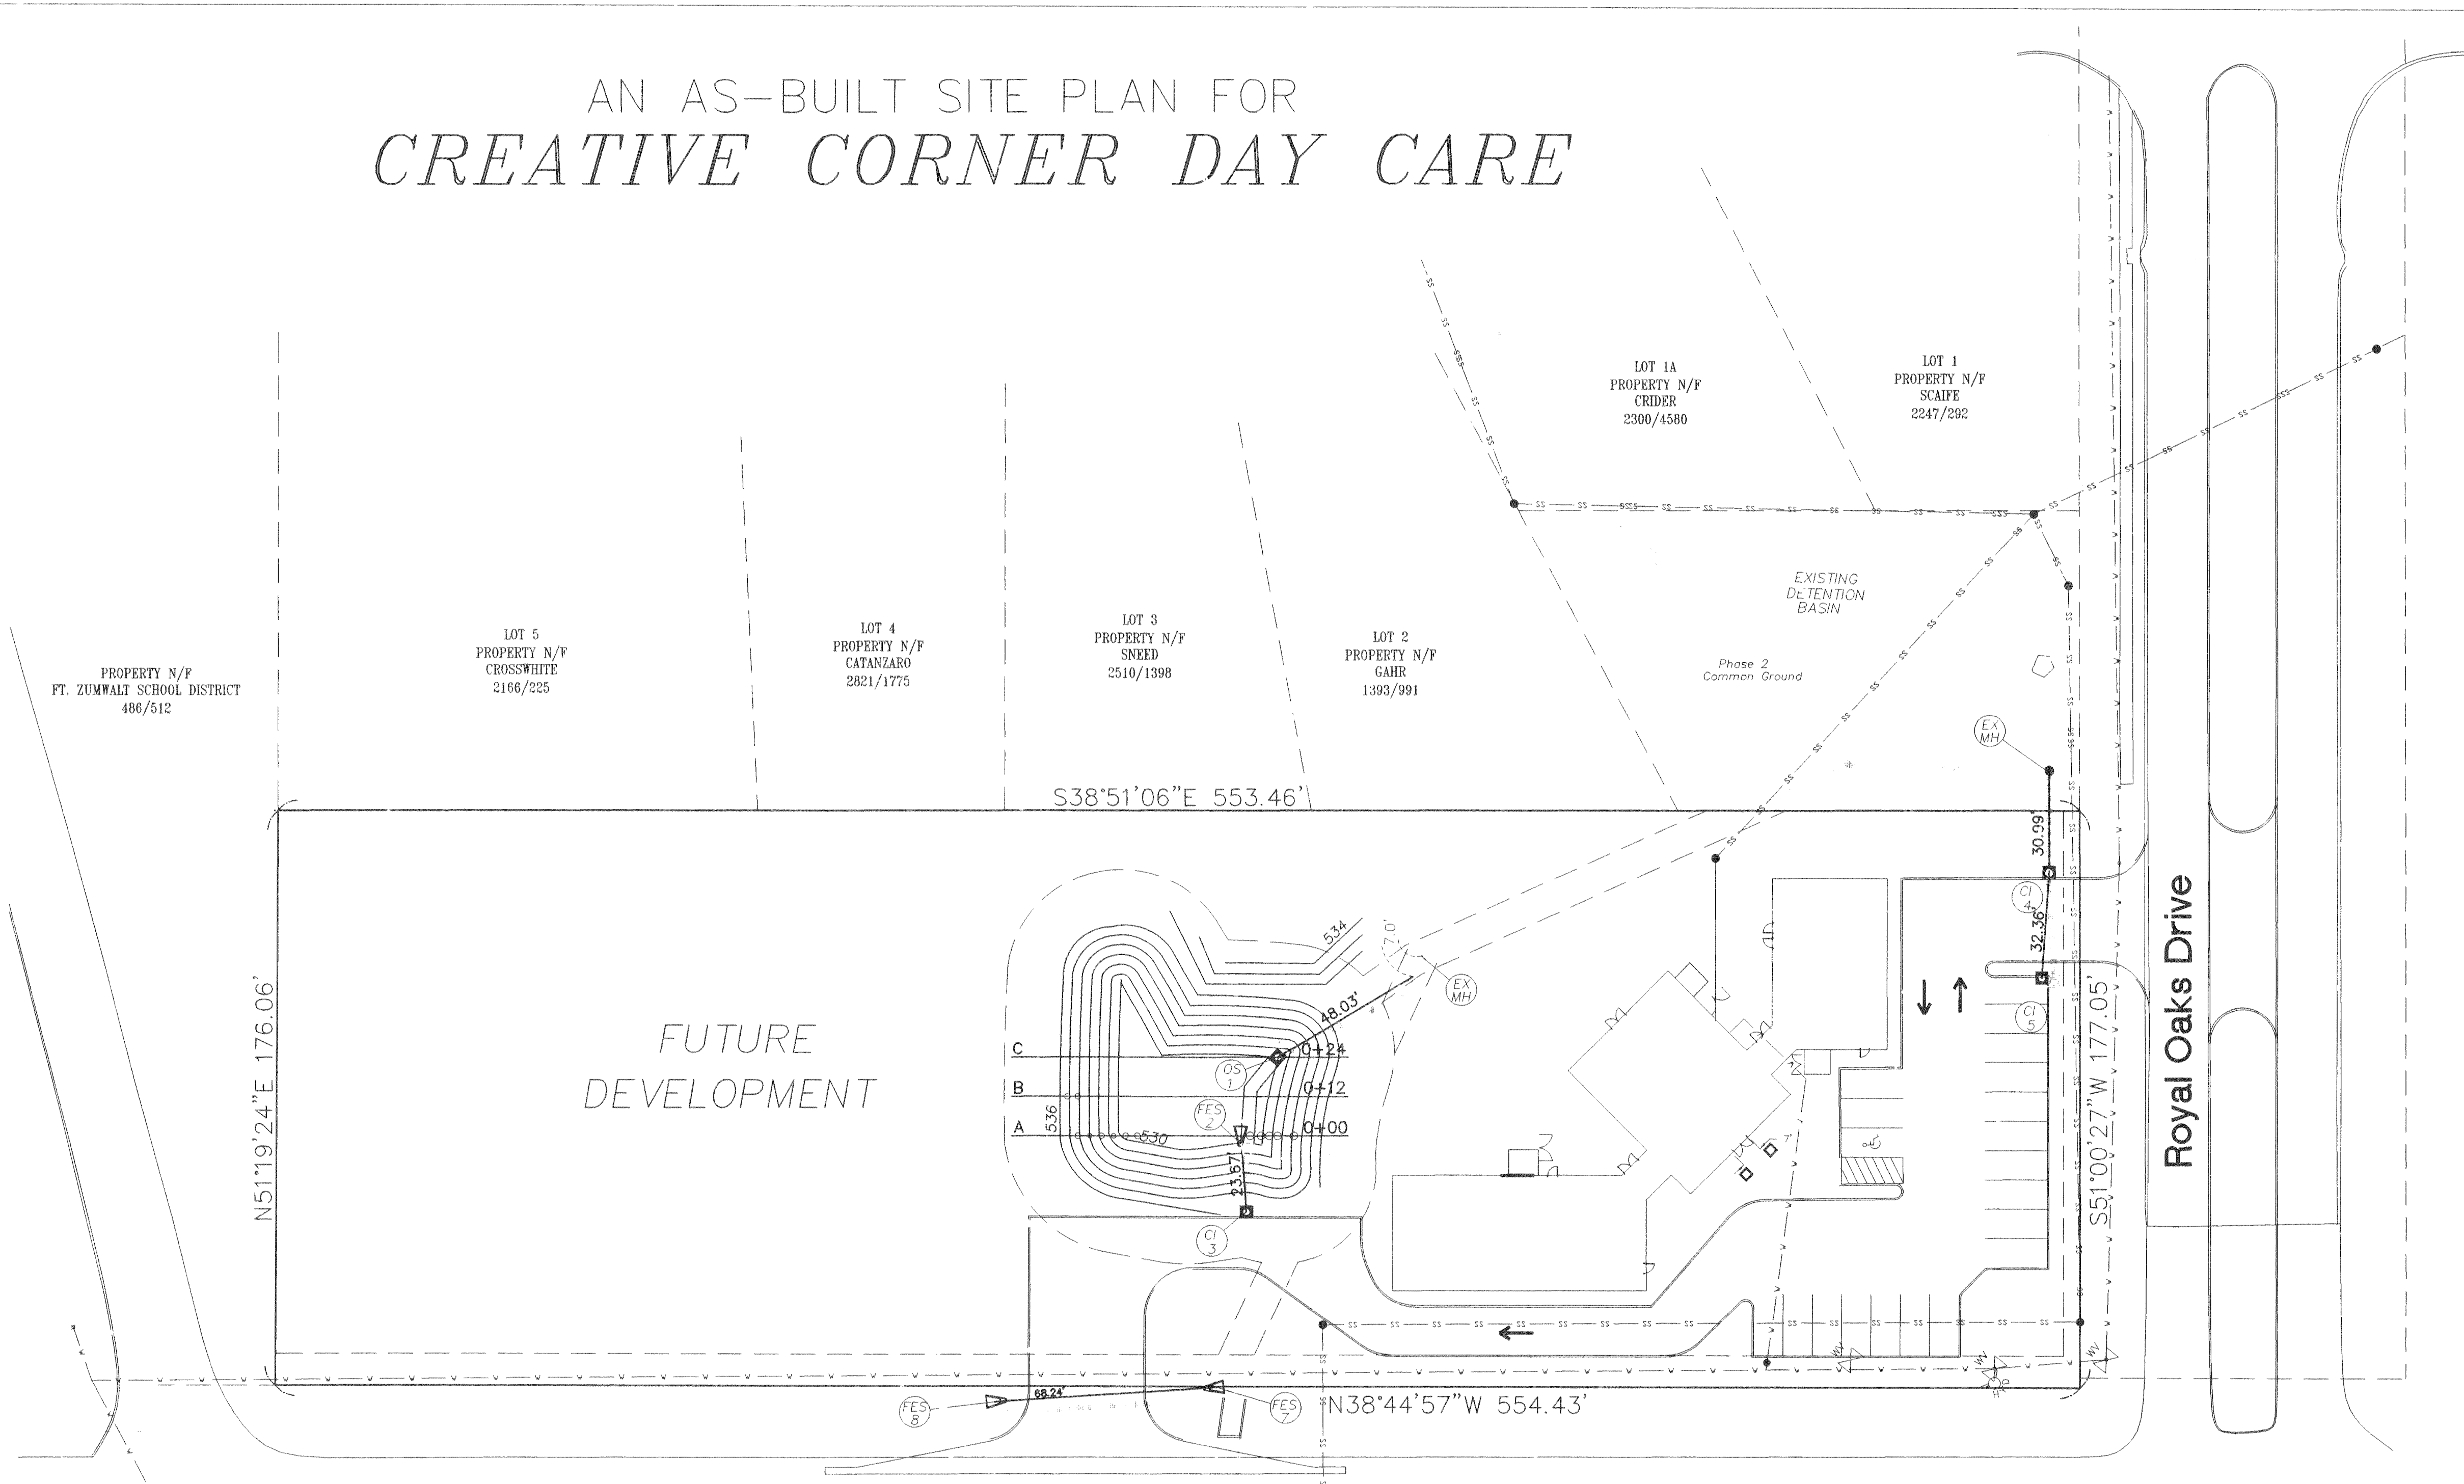 AN AS-BUILT SITE PLAN FOR
CREATIVE CORNER DAY CARE
LOT 1A
PROPERTY N/F
CRIDER
2300/4580
LOT 1
PROPERTY N/F
SCAIFE
2247/292
EXISTING
DETENTION
BASIN
Phase 2
Common Ground
PROPERTY N/F
FT. ZUMWALT SCHOOL DISTRICT
486/512
LOT 5
PROPERTY N/F
CROSSWHITE
2166/225
LOT 4
PROPERTY N/F
CATANZARO
2821/1775
LOT 3
PROPERTY N/F
SNEED
2510/1398
LOT 2
PROPERTY N/F
GAHR
1393/991
EX
MH
S38°51'06"E 553.46'
30.99'
CI
4
32.36'
CI
5
534
7.0'
EX
MH
48.03'
N51°19'24"E 176.06'
FUTURE
DEVELOPMENT
C
0+24
OS
1
B
0+12
536
FES
2
A
530
0+00
23.67'
CI
3
7'
S51°00'27"W 177.05'
Royal Oaks Drive
WV
WV
WV
68.24'
FES
8
FES
7
N38°44'57"W 554.43'